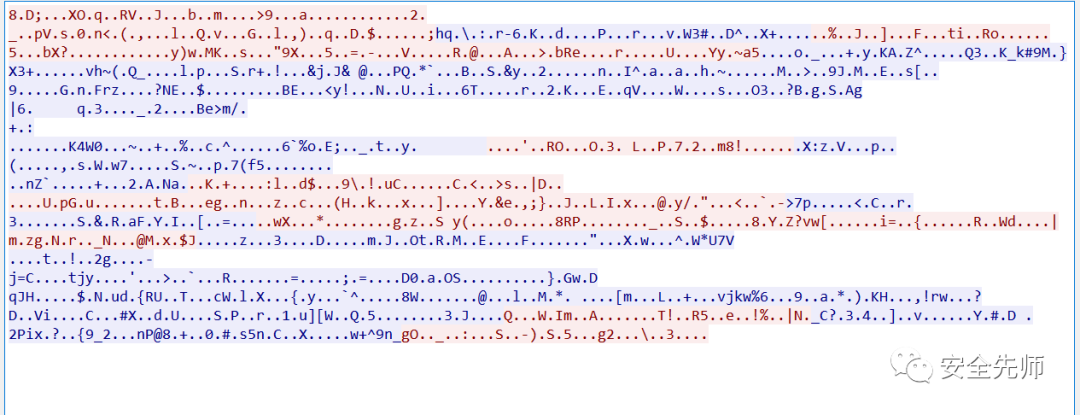 8.D;...XO.q..RV..J...b..m....>9...a............2.
_..pV.s.0.n<.(.,...l..Q.v...G..l.,)..q..D.$......;hq.\.:.r-6.K..d....P...r...v.W3#..D^..X+......%..J..]...F...ti..Ro......
5...bX?............y)w.MK..s..."9X...5..=.-...V.....R.@...A...>.bRe....r.....U...Yy.~a5....o._...+.y.KA.Z^.....Q3..K_k#9M.}
X3+......vh~(.Q_....l.p...S.r+.!...&j.J& @...PQ.*`...B..S.&y..2......n..I^.a..a..h.~......M..>..9J.M..E..s[..
9.....G.n.Frz....?NE..$.........BE...<y!...N..U..i...6T.....r..2.K...E..qV....W....s...O3..?B.g.S.Ag
|6.     q.3...._.2....Be>m/.
+.:
.......K4W0...~..+..%..c.^......6`%o.E;.._.t..y.        ....'..RO...O.3. L..P.7.2..m8!.......X:z.V...p..
(.....,.s.W.w7.....S.~..p.7(f5........
..nZ`.....+...2.A.Na...K.+....:l..d$...9\.!.uC......C.<..>s..|D..
....U.pG.u.......t.B...eg..n...z..c...(H..k...x...]....Y.&e.,;}..J..L.I.x...@.y/."...<..`.->7p.....<.C..r.
3.......S.&.R.aF.Y.I..[..=.....wX...*........g.z..S y(....o.....8RP........_..S..$.....8.Y.Z?vw[......i=..{......R..Wd....|
m.zg.N.r.._N...@M.x.$J.....z...3....D.....m.J..Ot.R.M..E....F......."...X.w...^.W*U7V
....t..!..2g....-
j=C....tjy....'...>..`...R.......=.....;.=....D0.a.OS..........}.Gw.D
qJH.....$.N.ud.{RU..T...cW.l.X...{.y...`^.....8W.......@...l..M.*. ....[m...L..+...vjkw%6...9..a.*.).KH...,!rw...?
D..Vi....C...#X..d.U....S.P..r..1.u][W..Q.5........3.J....Q...W.Im..A.......T!..R5..e..!%..|N._C?.3.4..]..v......Y.#.D .
2Pix.?..{9_2...nP@8.+..0.#.s5n.C..X.....w+^9n_gO.._..:...S..-).S.5...g2...\..3....
安全先师